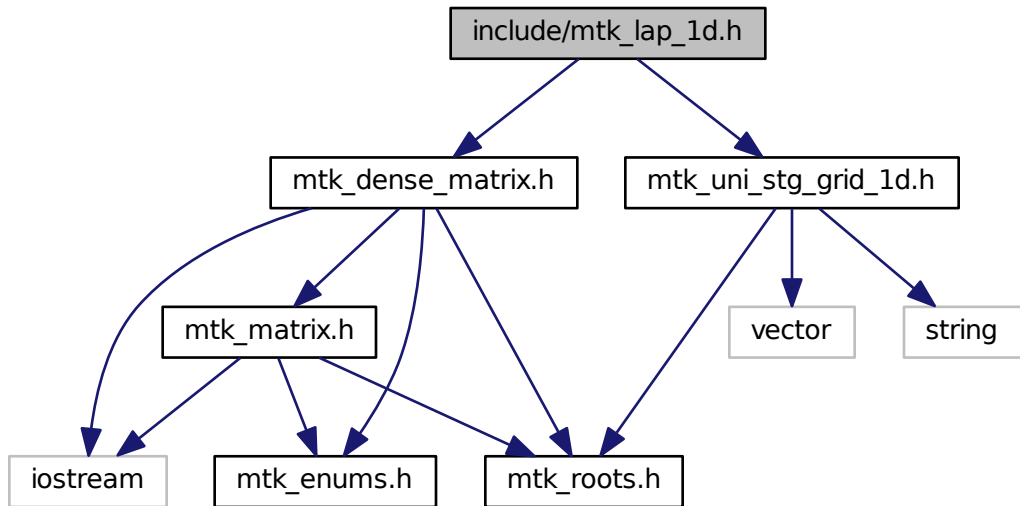 include/mtk_lap_1d.h
mtk_dense_matrix.h
mtk_uni_stg_grid_1d.h
mtk_matrix.h
vector
string
iostream
mtk_enums.h
mtk_roots.h